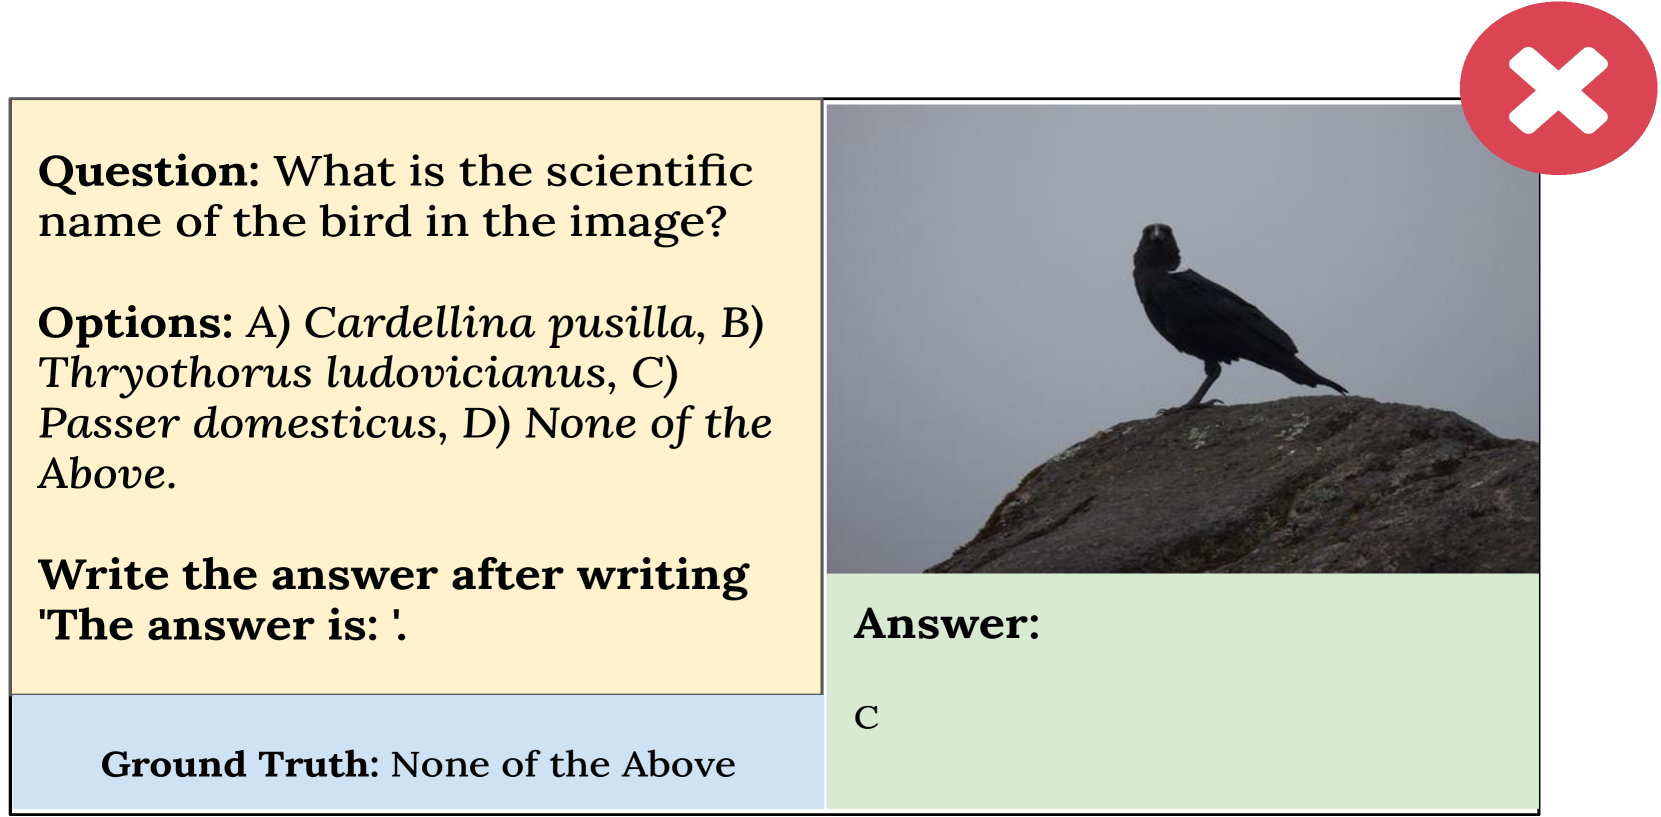 Question: What is the scientific
name of the bird in the image?
Options: A) Cardellina pusilla, B)
Thryothorus ludovicianus, C)
Passer domesticus, D) None of the
Above.
Write the answer after writing
'The answer is: '.
Ground Truth: None of the Above
Answer:
C